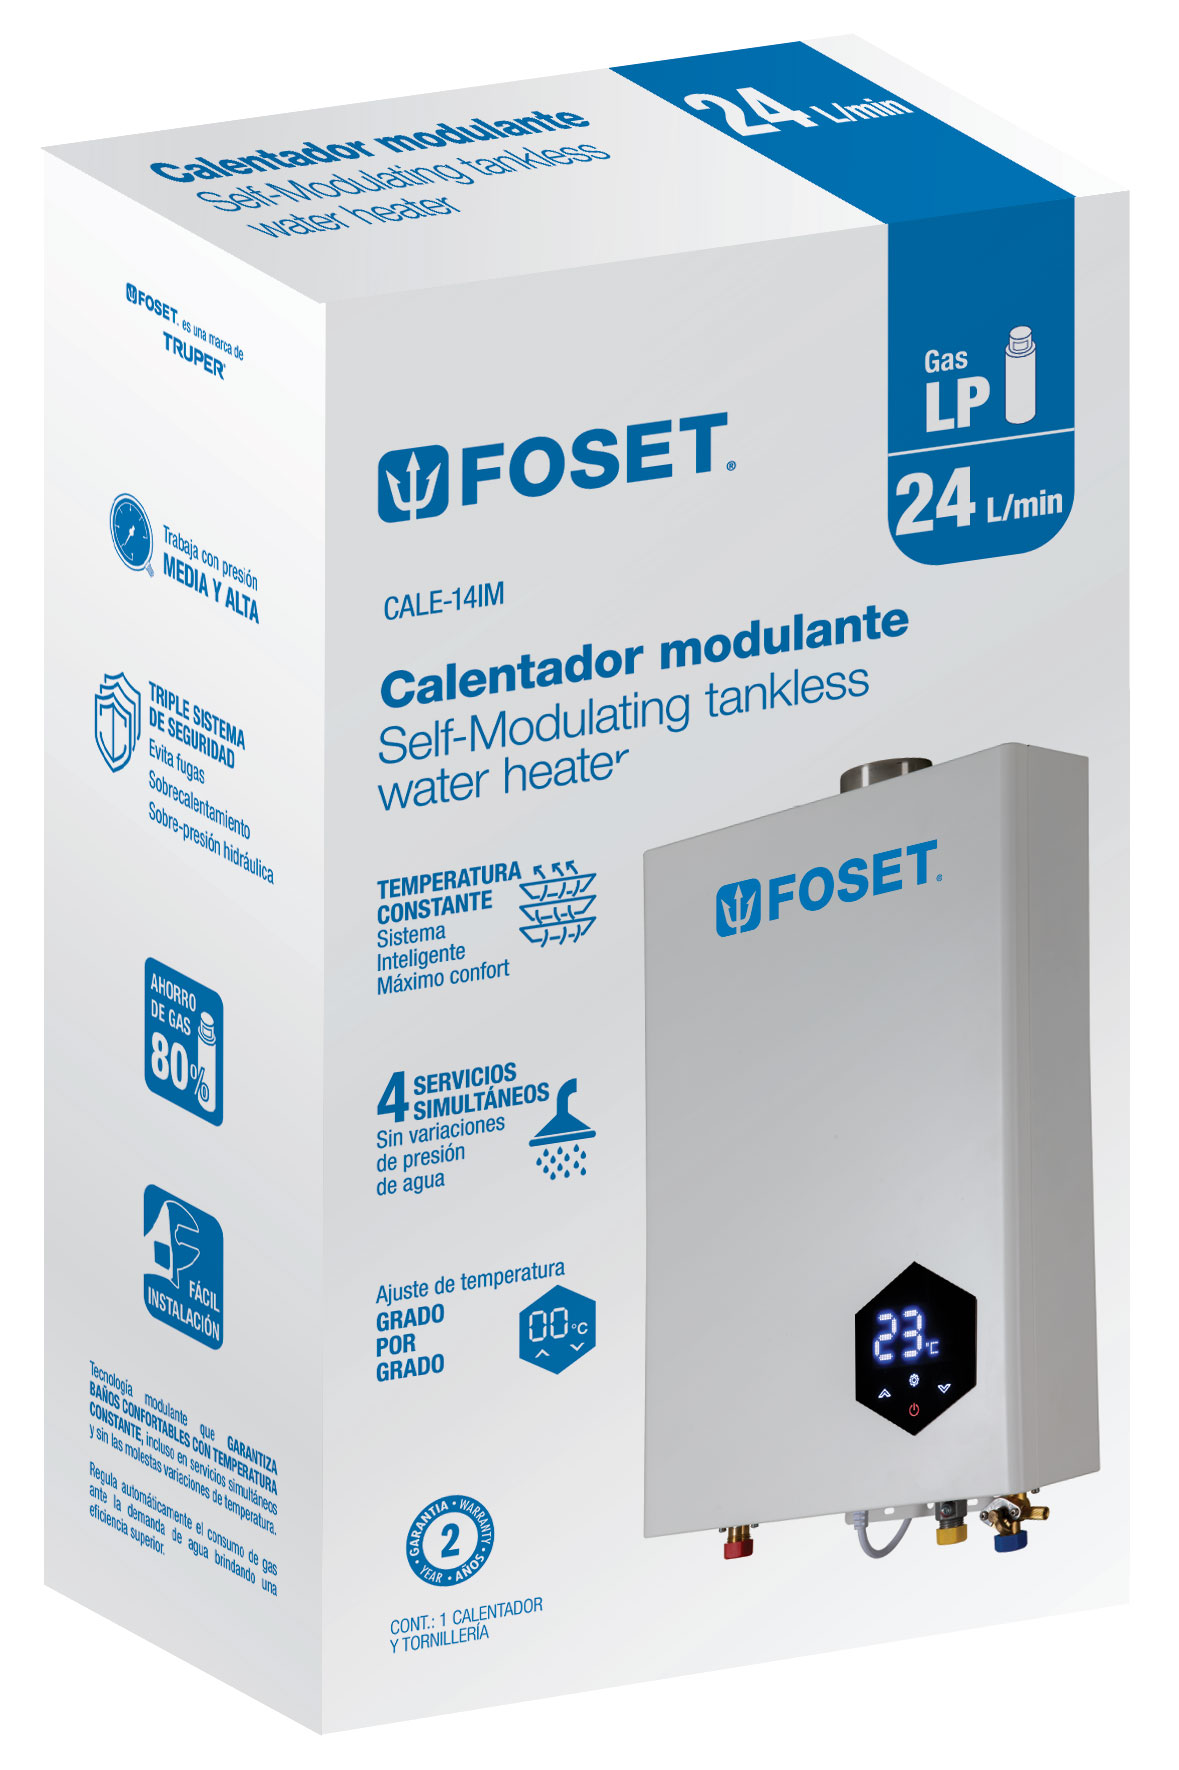 Calentador modulante
Self-Modulating tankless
water heater
24 L/min
FOSET® es una marca de
TRUPER®
Trabaja con presión
MEDIA Y ALTA
TRIPLE SISTEMA
DE SEGURIDAD
Evita fugas
Sobrecalentamiento
Sobre-presión hidráulica
AHORRO
DE GAS
80%
FÁCIL
INSTALACIÓN
Tecnología modulante que GARANTIZA
BAÑOS CONFORTABLES CON TEMPERATURA
CONSTANTE, incluso en servicios simultáneos
y sin las molestas variaciones de temperatura.
Regula automáticamente el consumo de gas
ante la demanda de agua brindando una
eficiencia superior.
Gas
LP
24 L/min
FOSET®
CALE-14IM
Calentador modulante
Self-Modulating tankless
water heater
TEMPERATURA
CONSTANTE
Sistema
Inteligente
Máximo confort
4 SERVICIOS
SIMULTÁNEOS
Sin variaciones
de presión
de agua
Ajuste de temperatura
GRADO
POR
GRADO
00°C
FOSET®
23°C
GARANTIA • WARRANTY
2
YEAR • AÑOS
CONT.: 1 CALENTADOR
Y TORNILLERÍA